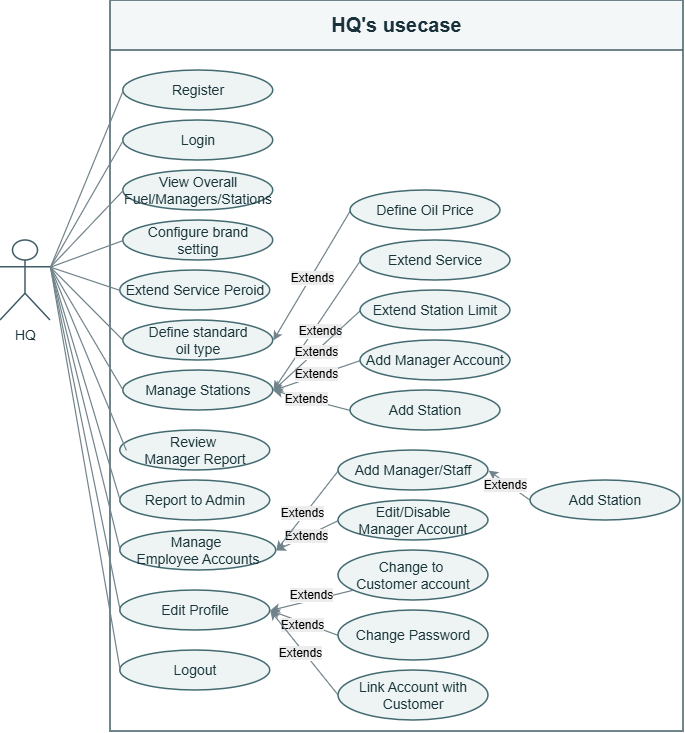 HQ's usecase
Register
Login
View Overall
Fuel/Managers/Stations
Configure brand
setting
Extend Service Peroid
Define standard
oil type
Manage Stations
Review
Manager Report
Report to Admin
Manage
Employee Accounts
Edit Profile
Logout
HQ
Define Oil Price
Extend Service
Extend Station Limit
Add Manager Account
Add Station
Add Manager/Staff
Edit/Disable
Manager Account
Change to
Customer account
Change Password
Link Account with
Customer
Add Station
Extends
Extends
Extends
Extends
Extends
Extends
Extends
Extends
Extends
Extends
Extends